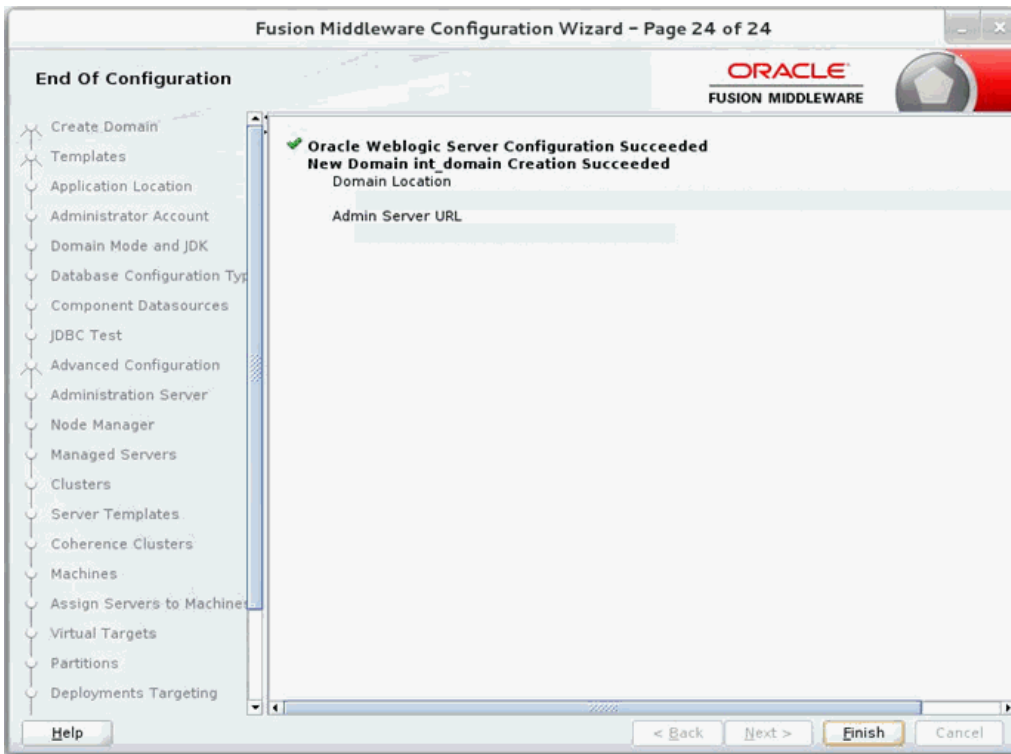 Fusion Middleware Configuration Wizard - Page 24 of 24
End Of Configuration
ORACLE
FUSION MIDDLEWARE
Create Domain
Templates
Application Location
Administrator Account
Domain Mode and JDK
Database Configuration Typ
Component Datasources
JDBC Test
Advanced Configuration
Administration Server
Node Manager
Managed Servers
Clusters
Server Templates
Coherence Clusters
Machines
Assign Servers to Machines
Virtual Targets
Partitions
Deployments Targeting
Oracle Weblogic Server Configuration Succeeded
New Domain int_domain Creation Succeeded
Domain Location
Admin Server URL
Help
< Back
Next >
Finish
Cancel